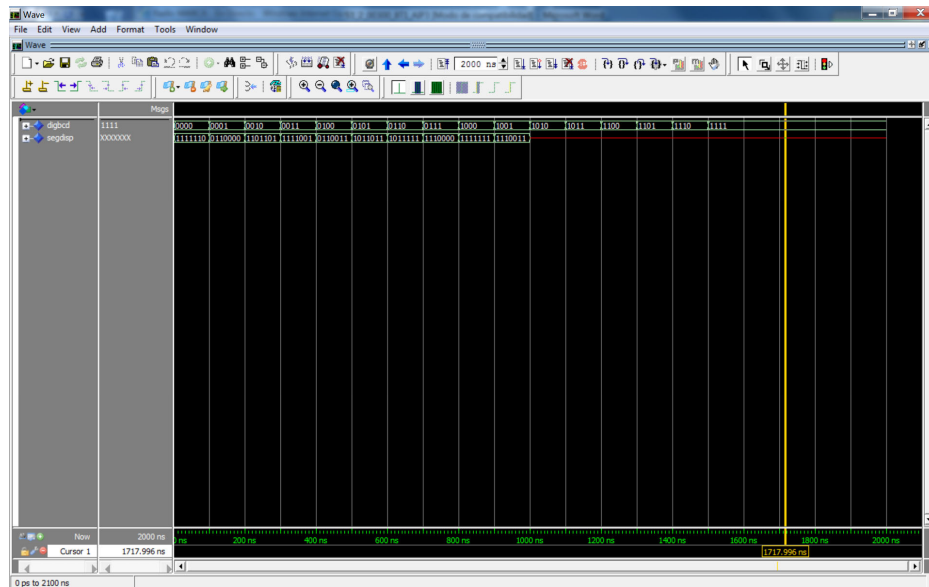 Wave
File Edit View Add Format Tools Window
Wave
2000 ns
Msgs
digbcd 1111 0000 0001 0010 0011 0100 0101 0110 0111 1000 1001 1010 1011 1100 1101 1110 1111
segdisp XXXXXXX 1111110 0110000 1101101 1111001 0110011 1011011 1011111 1110000 1111111 1110011
Now 2000 ns ns 200 ns 400 ns 600 ns 800 ns 1000 ns 1200 ns 1400 ns 1600 ns 1800 ns 2000 ns
Cursor 1 1717.996 ns 1717.996 ns
0 ps to 2100 ns